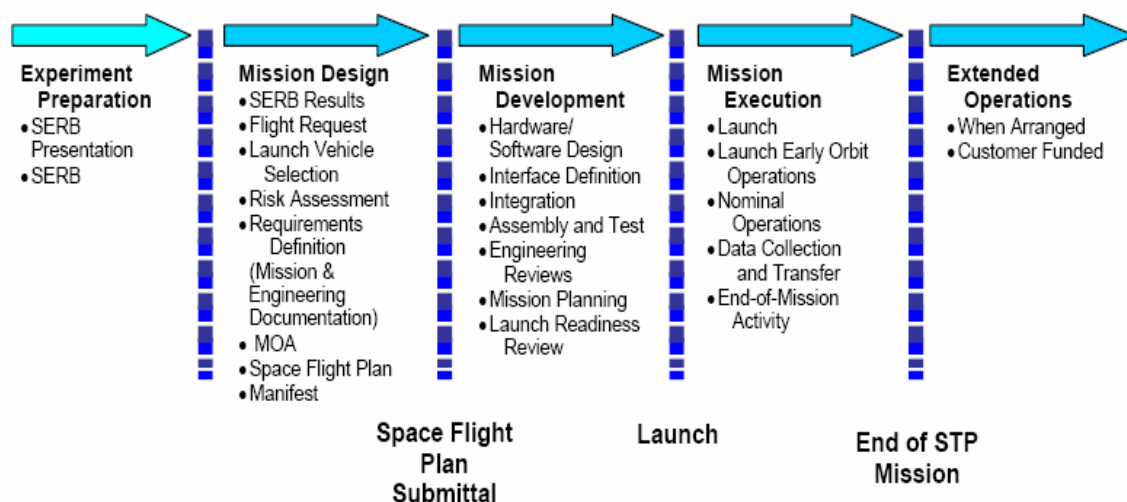 Experiment
Preparation
• SERB
Presentation
• SERB
Mission Design
• SERB Results
• Flight Request
• Launch Vehicle
Selection
• Risk Assessment
• Requirements
Definition
(Mission &
Engineering
Documentation)
• MOA
• Space Flight Plan
• Manifest
Mission
Development
• Hardware/
Software Design
• Interface Definition
• Integration
• Assembly and Test
• Engineering
Reviews
• Mission Planning
• Launch Readiness
Review
Mission
Execution
• Launch
• Launch Early Orbit
Operations
• Nominal
Operations
• Data Collection
and Transfer
• End-of-Mission
Activity
Extended
Operations
• When Arranged
• Customer Funded
Space Flight
Plan
Submittal
Launch
End of STP
Mission